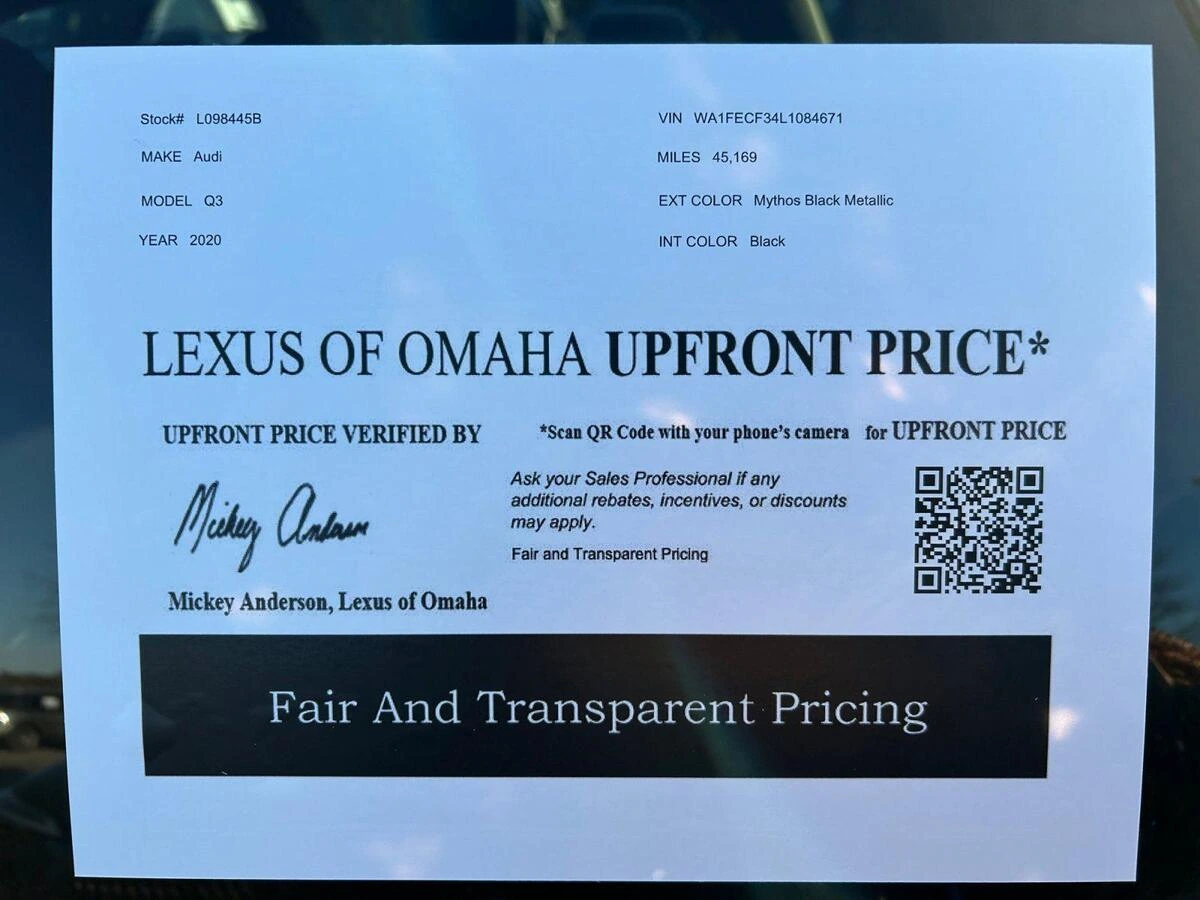 Stock# L098445B
VIN WA1FECF34L1084671
MAKE Audi
MILES 45,169
MODEL Q3
EXT COLOR Mythos Black Metallic
YEAR 2020
INT COLOR Black
LEXUS OF OMAHA UPFRONT PRICE*
UPFRONT PRICE VERIFIED BY
*Scan QR Code with your phone's camera for UPFRONT PRICE
Mickey Anderson
Ask your Sales Professional if any
additional rebates, incentives, or discounts
may apply.
Fair and Transparent Pricing
Mickey Anderson, Lexus of Omaha
Fair And Transparent Pricing